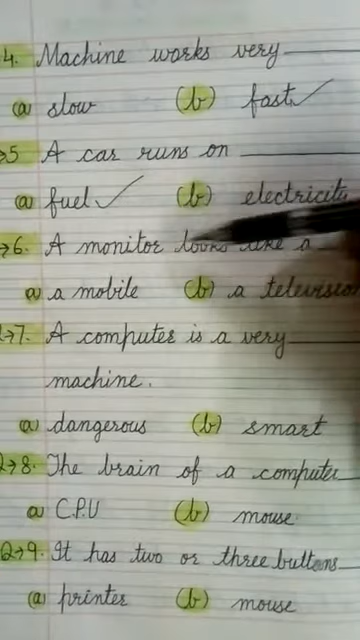 4. Machine works very
(a) slow (b) fast ✓
→5 A car runs on
(a) fuel ✓ (b) electricity
→6. A monitor looks like a
(a) a mobile (b) a television
→7. A computer is a very
machine.
(a) dangerous (b) smart
→8. The brain of a computer
(a) C.P.U (b) mouse
Q→9. It has two or three buttons
(a) printer (b) mouse